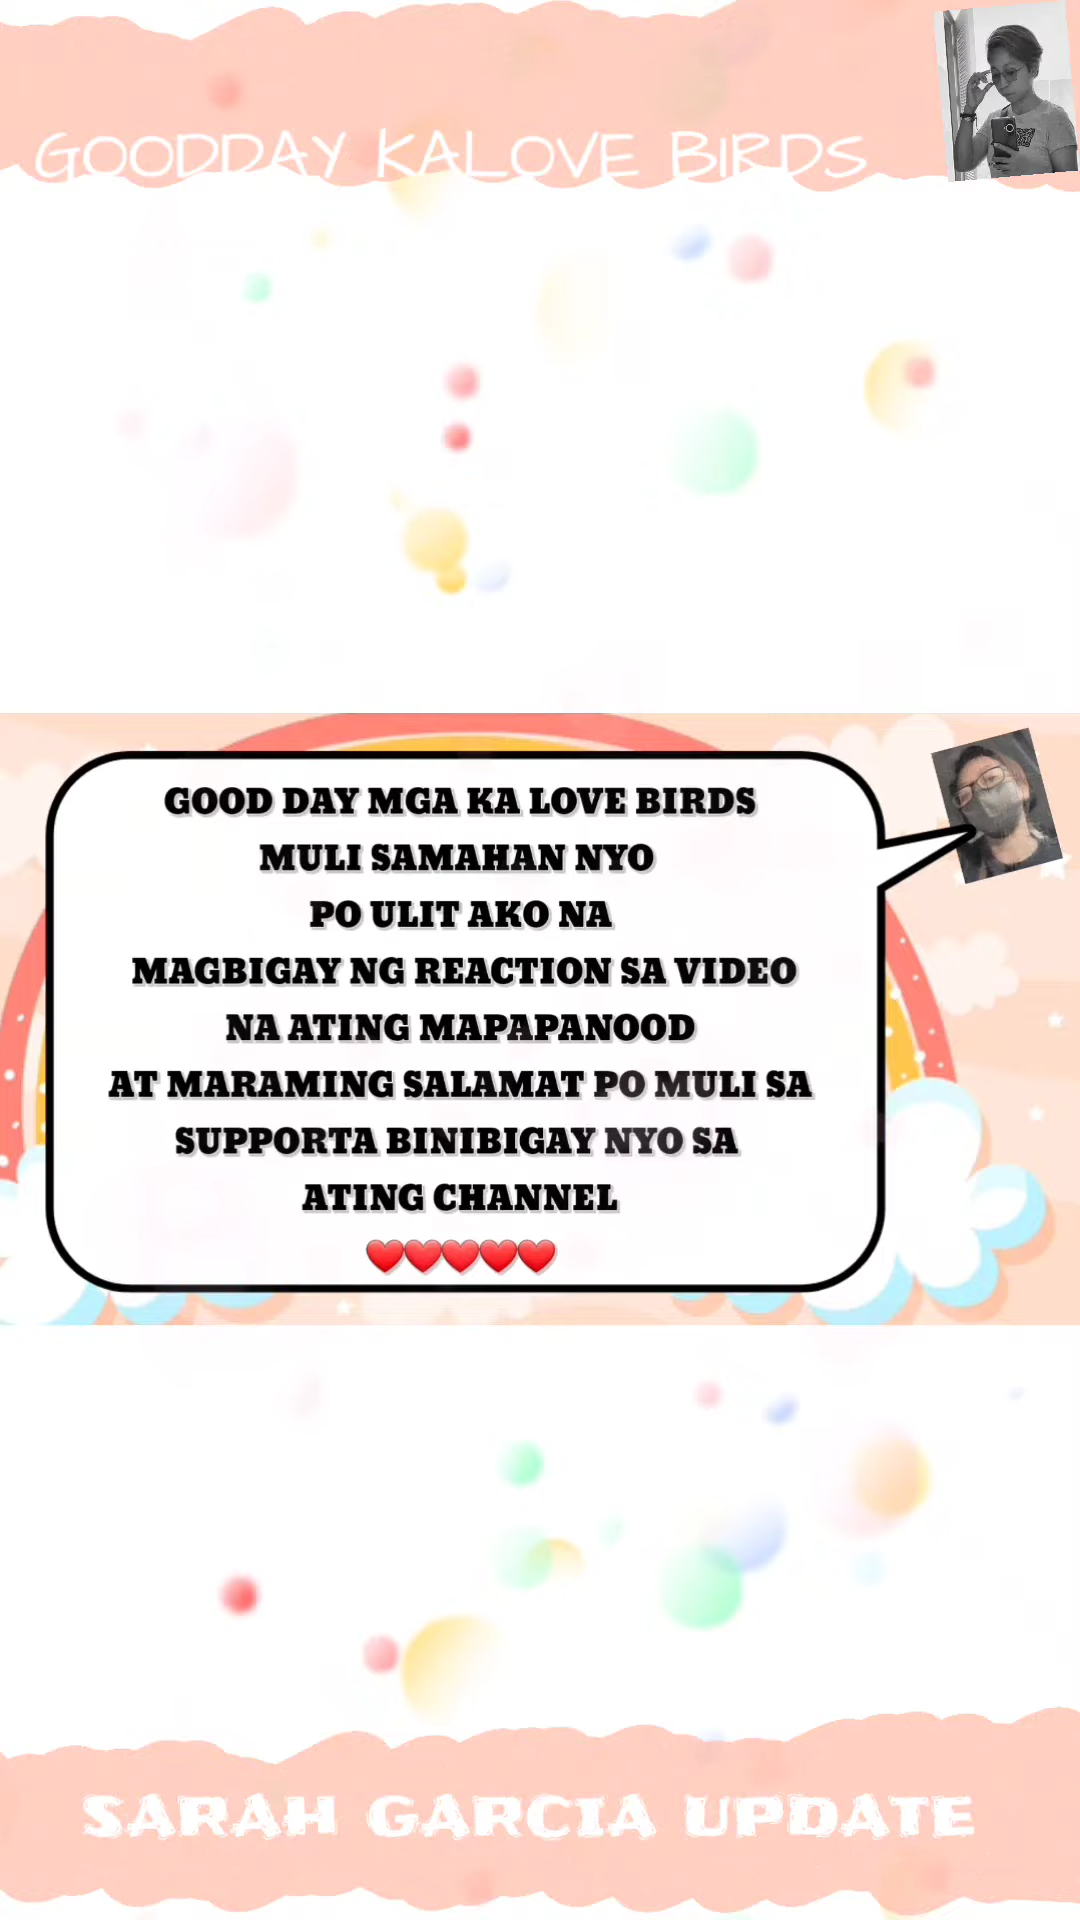 GOODDAY KALOVE BIRDS
GOOD DAY MGA KA LOVE BIRDS
MULI SAMAHAN NYO
PO ULIT AKO NA
MAGBIGAY NG REACTION SA VIDEO
NA ATING MAPAPANOOD
AT MARAMING SALAMAT PO MULI SA
SUPPORTA BINIBIGAY NYO SA
ATING CHANNEL
❤️❤️❤️❤️❤️
SARAH GARCIA UPDATE